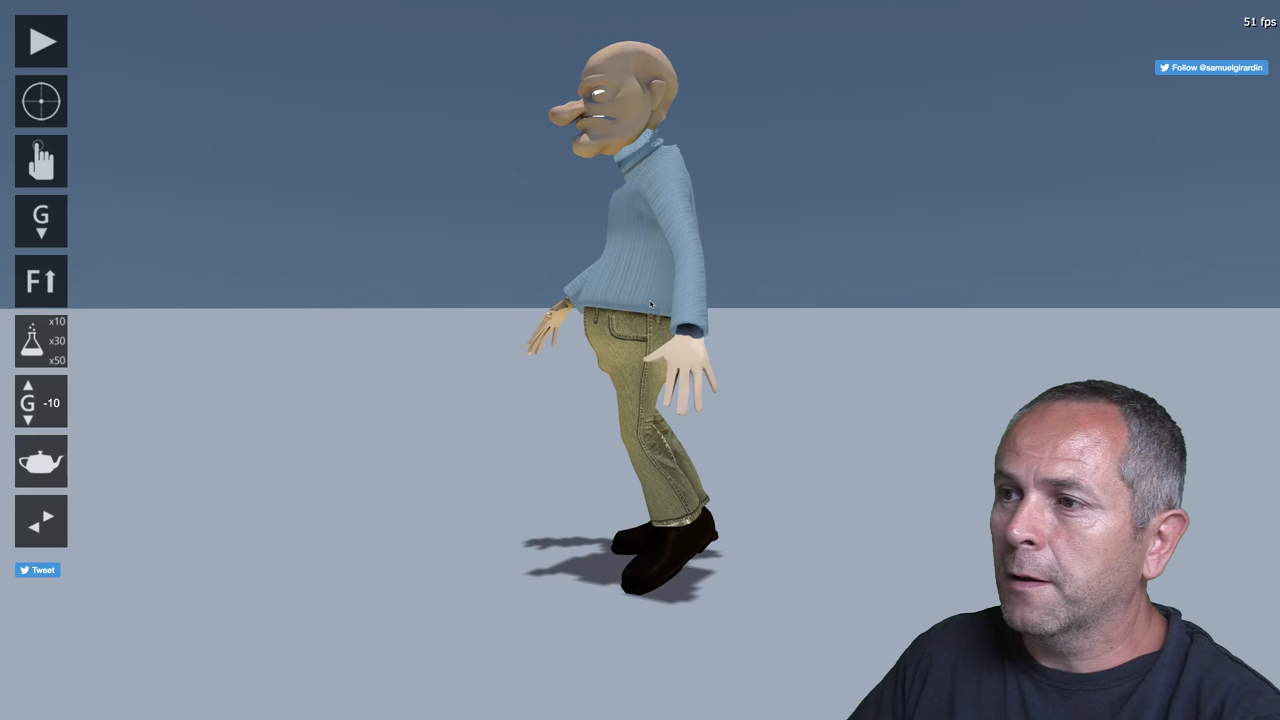 51 fps
Follow @samuelgirardin
G
F
x10
x30
x50
G -10
Tweet